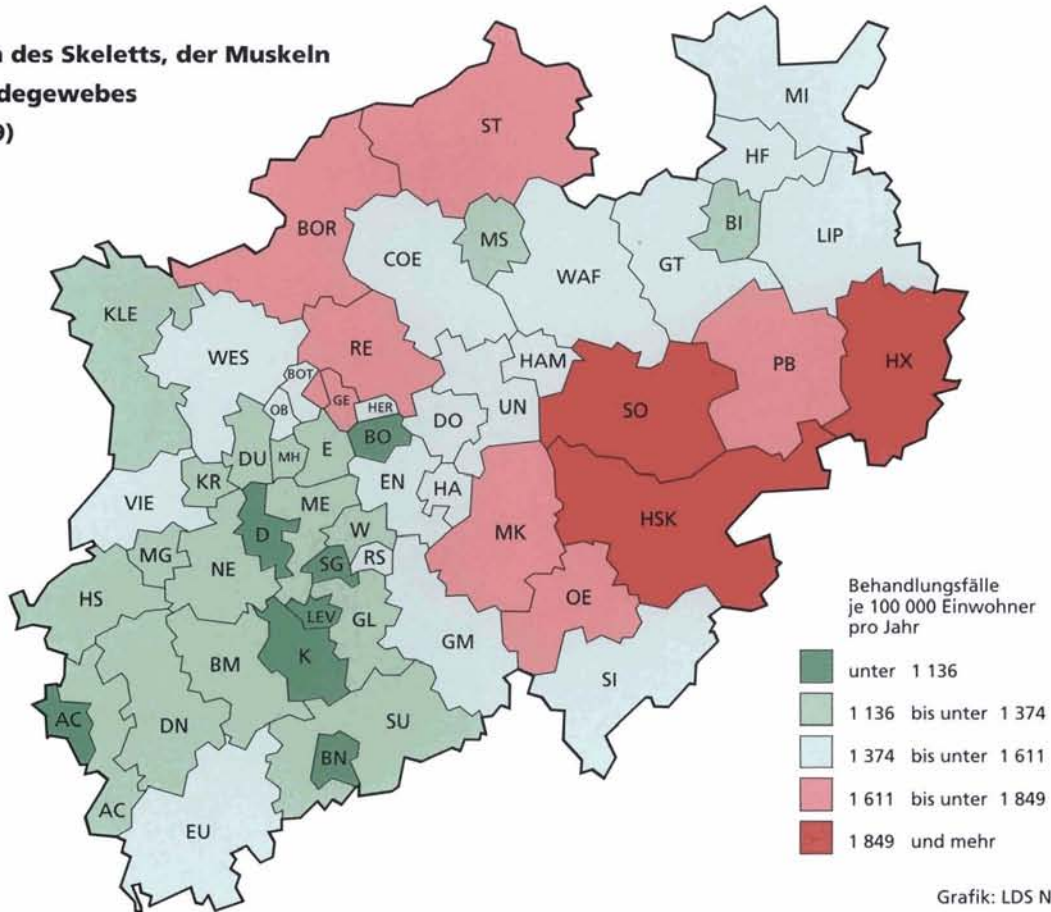 des Skeletts, der Muskeln
degewebes
9)
MI
ST
HF
BOR
BI
MS
LIP
COE
GT
WAF
KLE
RE
WES
HAM
PB
HX
BOT
GE
HER
UN
SO
OB
DO
BO
E
DU
MH
KR
EN
HA
VIE
ME
HSK
D
W
MK
MG
RS
NE
SG
HS
OE
LEV
GL
GM
K
BM
SI
AC
DN
SU
BN
AC
EU
Behandlungsfälle
je 100 000 Einwohner
pro Jahr
unter 1 136
1 136 bis unter 1 374
1 374 bis unter 1 611
1 611 bis unter 1 849
1 849 und mehr
Grafik: LDS N